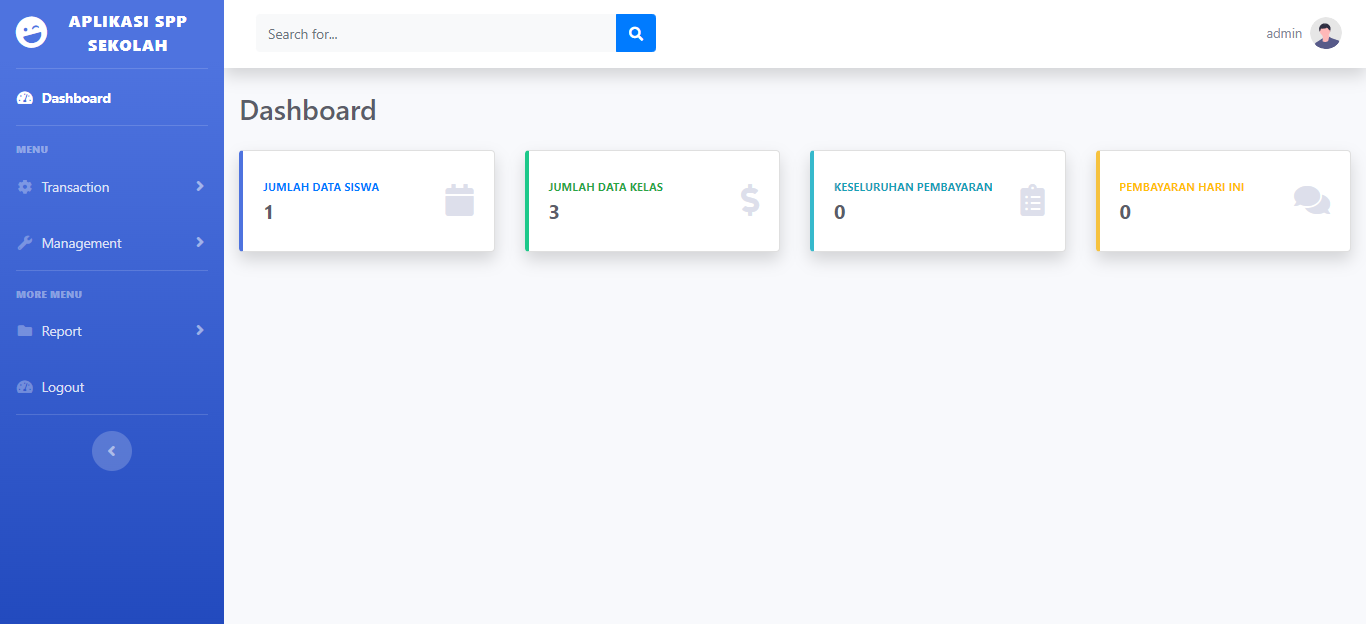 APLIKASI SPP
SEKOLAH
Search for...
admin
Dashboard
MENU
Transaction
Management
MORE MENU
Report
Logout
Dashboard
JUMLAH DATA SISWA
1
JUMLAH DATA KELAS
3
KESELURUHAN PEMBAYARAN
0
PEMBAYARAN HARI INI
0